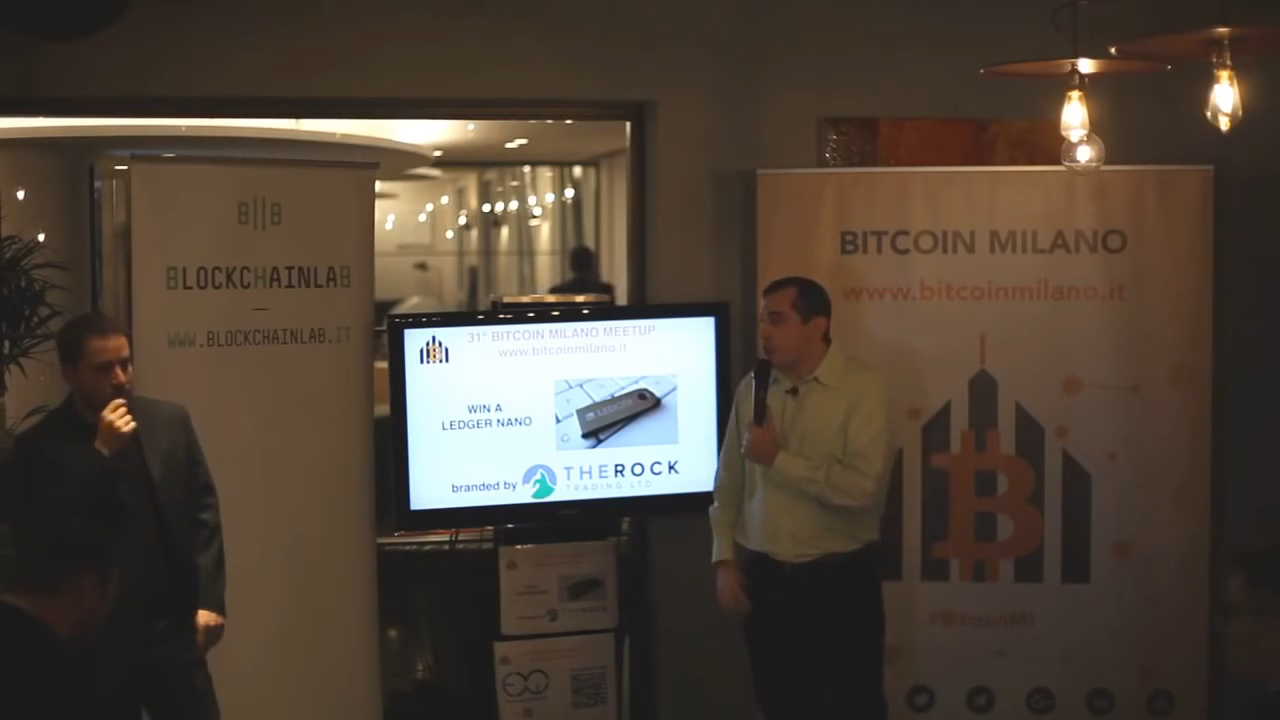 B||B
BLOCKCHAINLAB
WWW.BLOCKCHAINLAB.IT
31° BITCOIN MILANO MEETUP
www.bitcoinmilano.it
WIN A
LEDGER NANO
LEDGER
branded by THEROCK
TRADING LTD
BITCOIN MILANO
www.bitcoinmilano.it
#BitcoinMI